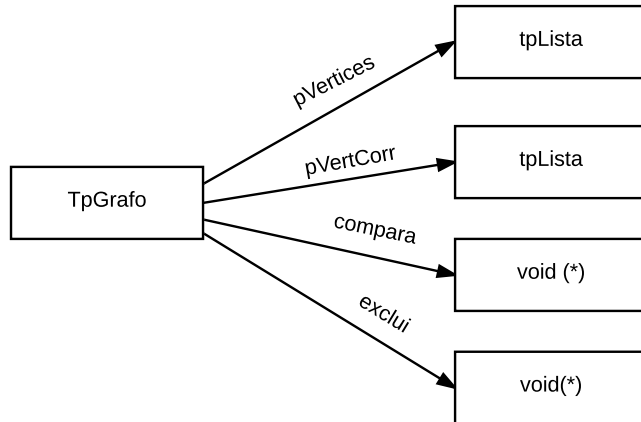 tpLista
pVertices
pVertCorr
tpLista
TpGrafo
compara
void (*)
exclui
void(*)